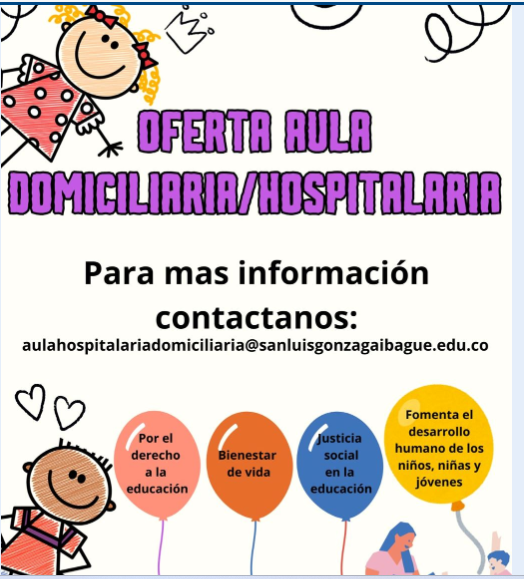 OFERTA AULA
DOMICILIARIA/HOSPITALARIA
Para mas información
contactanos:
aulahospitalariadomiciliaria@sanluisgonzagaibague.edu.co
Por el
derecho
a la
educación
Bienestar
de vida
Justicia
social
en la
educación
Fomenta el
desarrollo
humano de los
niños, niñas y
jóvenes